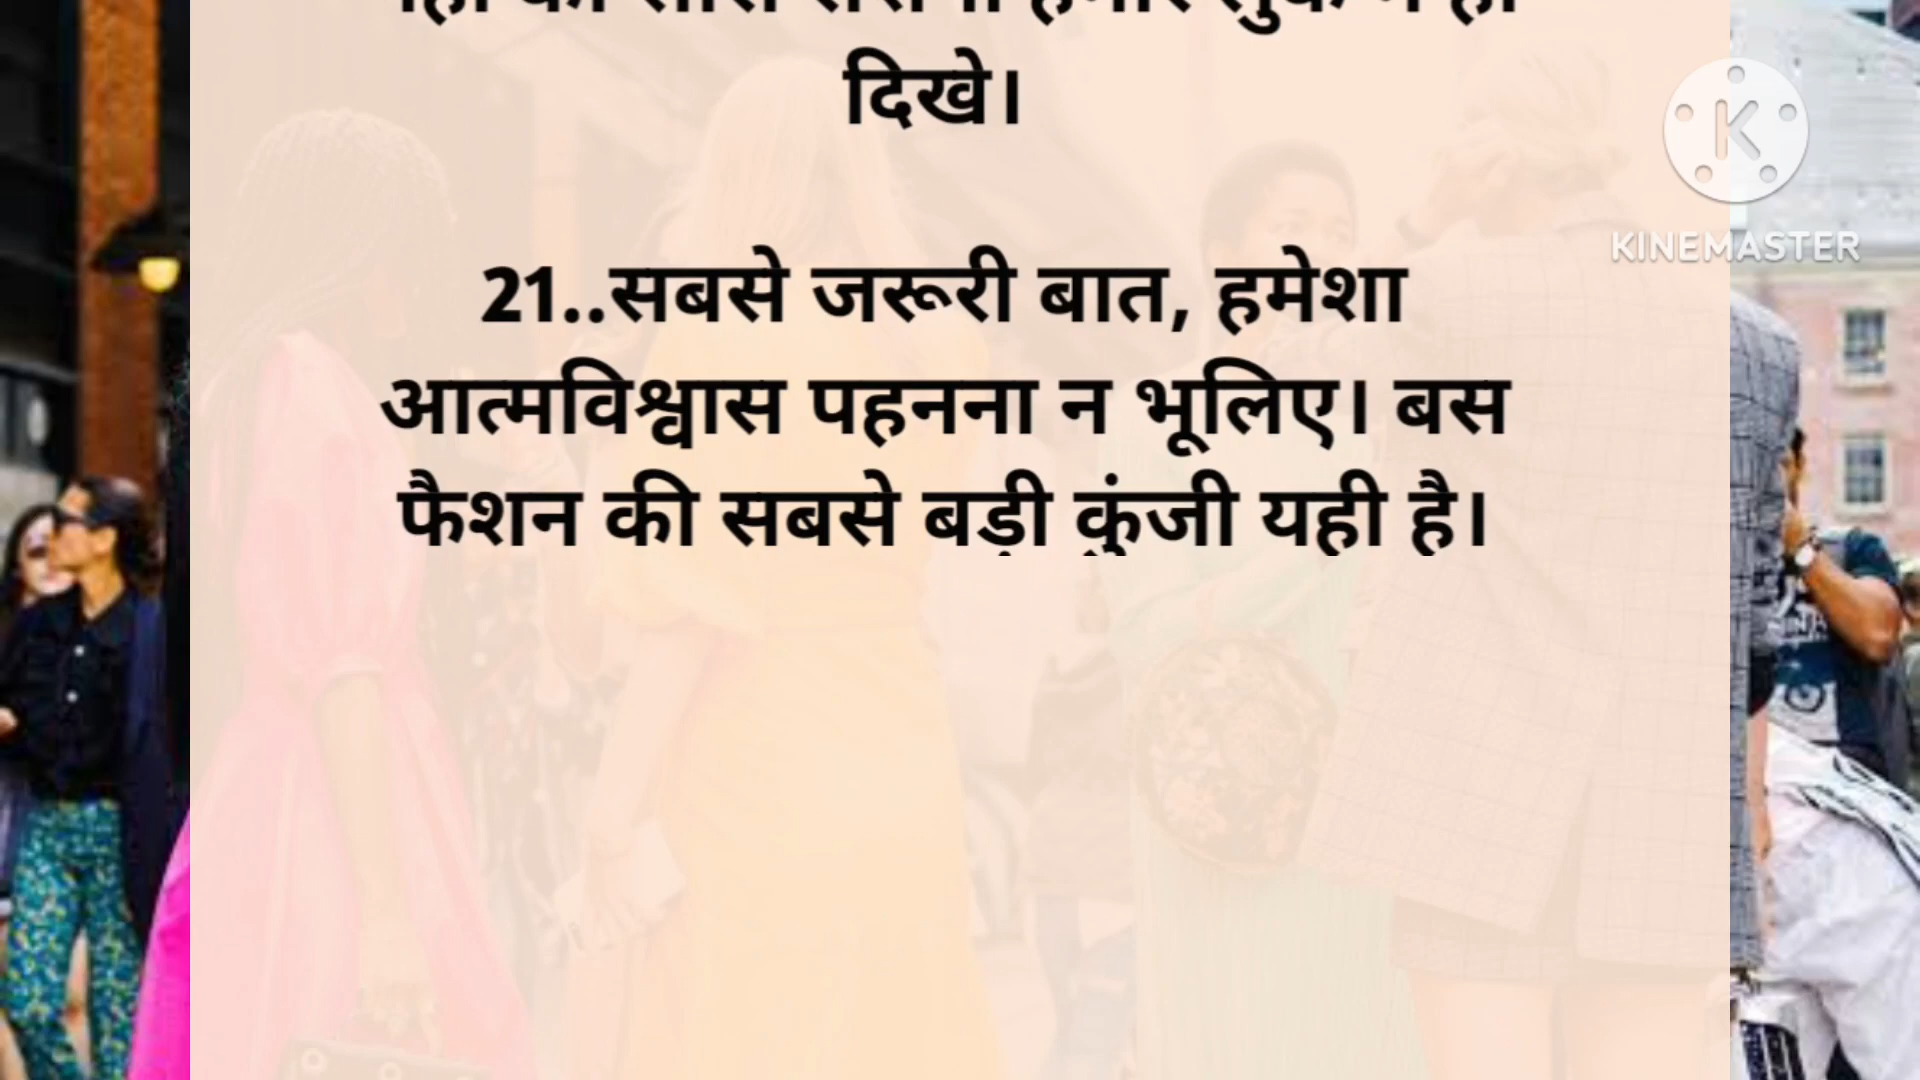 दिखे।
21..सबसे जरूरी बात, हमेशा
आत्मविश्वास पहनना न भूलिए। बस
फैशन की सबसे बड़ी कुंजी यही है।
K
KINEMASTER